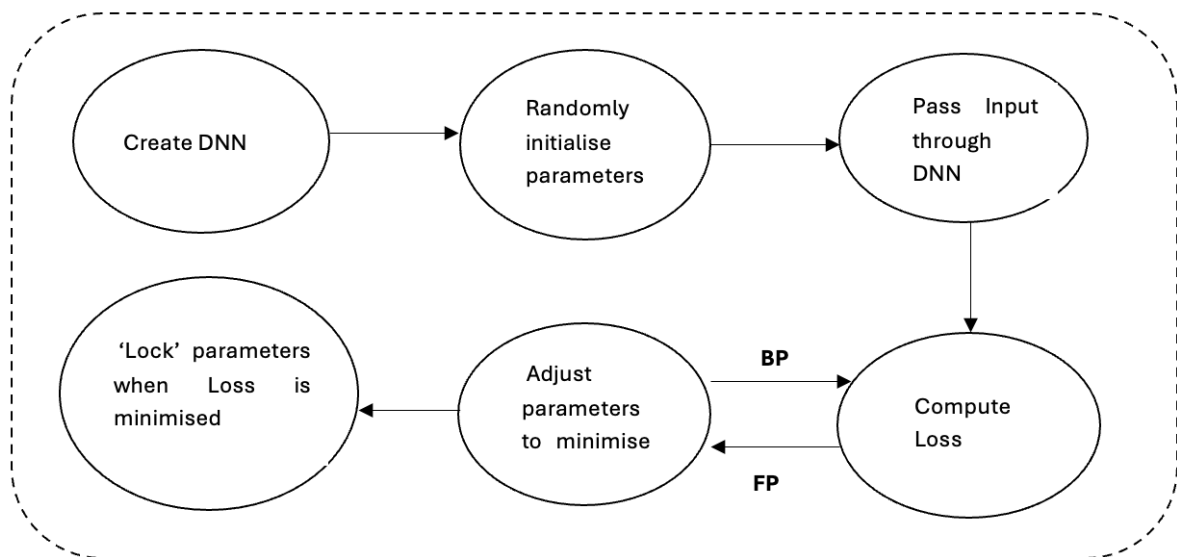 Create DNN
Randomly
initialise
parameters
Pass Input
through
DNN
‘Lock’ parameters
when Loss is
minimised
Adjust
parameters
to minimise
BP
FP
Compute
Loss